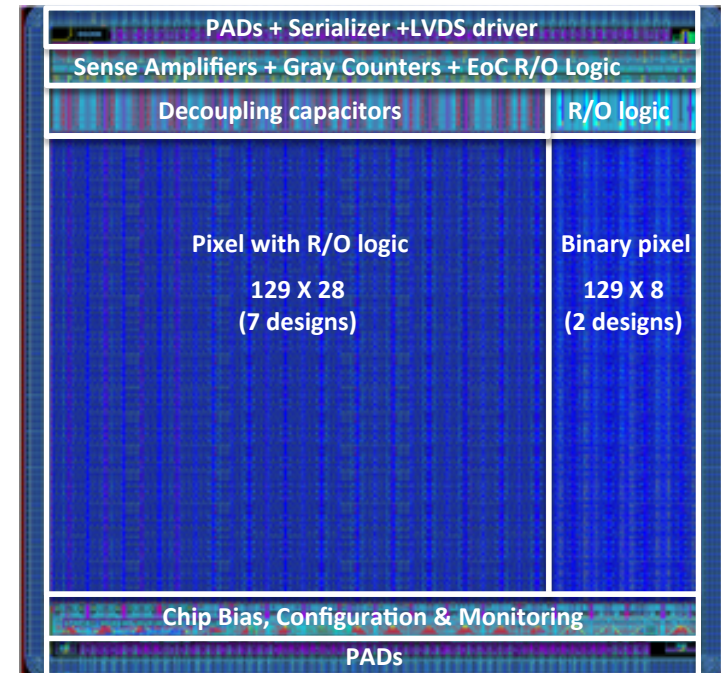 PADs + Serializer +LVDS driver
Sense Amplifiers + Gray Counters + EoC R/O Logic
Decoupling capacitors
R/O logic
Pixel with R/O logic
129 X 28
(7 designs)
Binary pixel
129 X 8
(2 designs)
Chip Bias, Configuration & Monitoring
PADs